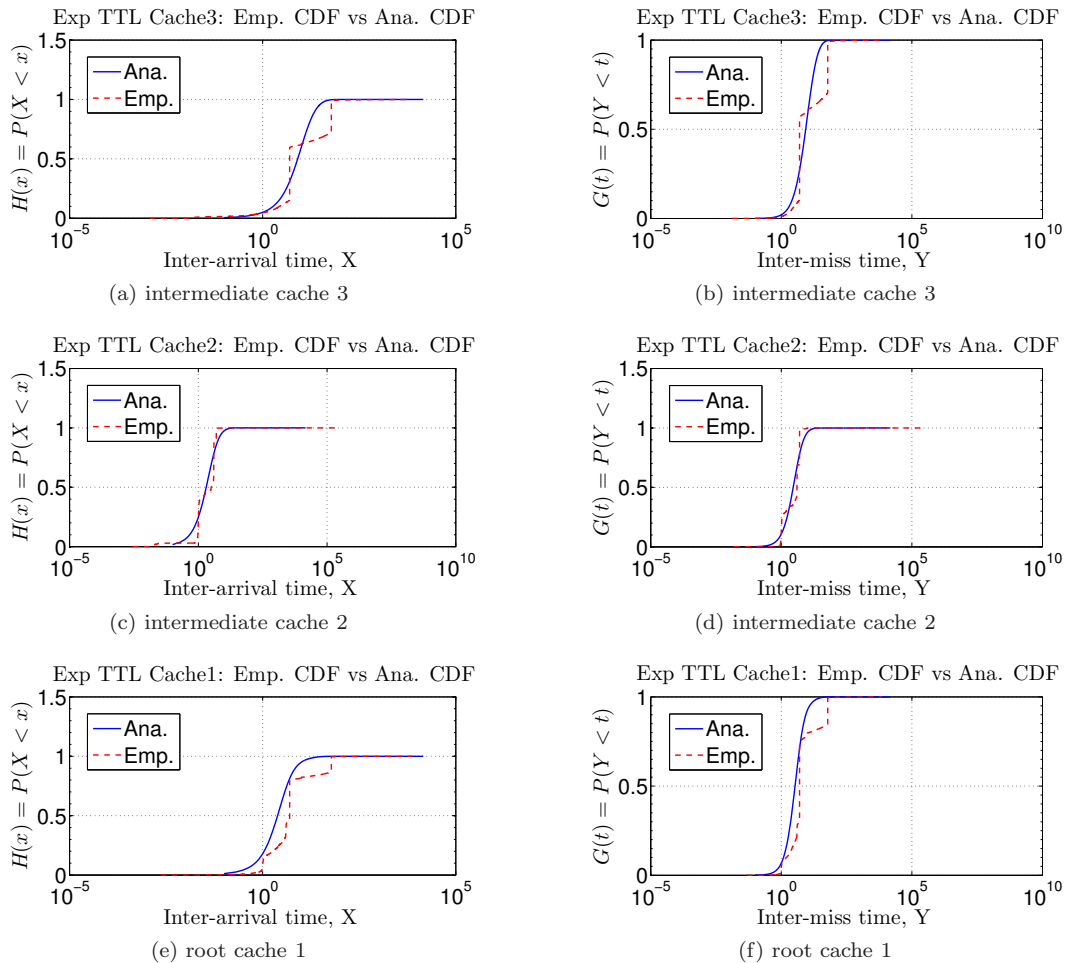 Exp TTL Cache3: Emp. CDF vs Ana. CDF
1.5
1
0.5
0
H(x) = P(X < x)
Ana.
Emp.
10^-5
10^0
10^5
Inter-arrival time, X
(a) intermediate cache 3
Exp TTL Cache3: Emp. CDF vs Ana. CDF
1
0.5
0
G(t) = P(Y < t)
Ana.
Emp.
10^-5
10^0
10^5
10^10
Inter-miss time, Y
(b) intermediate cache 3
Exp TTL Cache2: Emp. CDF vs Ana. CDF
1.5
1
0.5
0
H(x) = P(X < x)
Ana.
Emp.
10^-5
10^0
10^5
10^10
Inter-arrival time, X
(c) intermediate cache 2
Exp TTL Cache2: Emp. CDF vs Ana. CDF
1.5
1
0.5
0
G(t) = P(Y < t)
Ana.
Emp.
10^-5
10^0
10^5
10^10
Inter-miss time, Y
(d) intermediate cache 2
Exp TTL Cache1: Emp. CDF vs Ana. CDF
1.5
1
0.5
0
H(x) = P(X < x)
Ana.
Emp.
10^-5
10^0
10^5
Inter-arrival time, X
(e) root cache 1
Exp TTL Cache1: Emp. CDF vs Ana. CDF
1
0.5
0
G(t) = P(Y < t)
Ana.
Emp.
10^-5
10^0
10^5
10^10
Inter-miss time, Y
(f) root cache 1